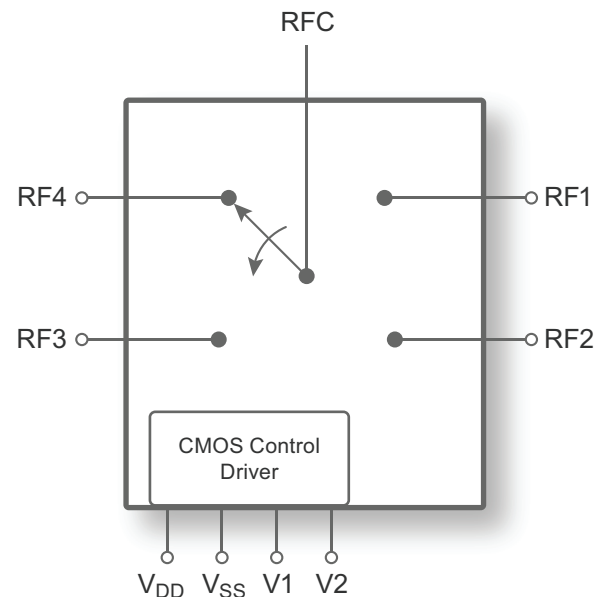 RFC
RF4
RF1
RF3
RF2
CMOS Control
Driver
VDD VSS V1 V2